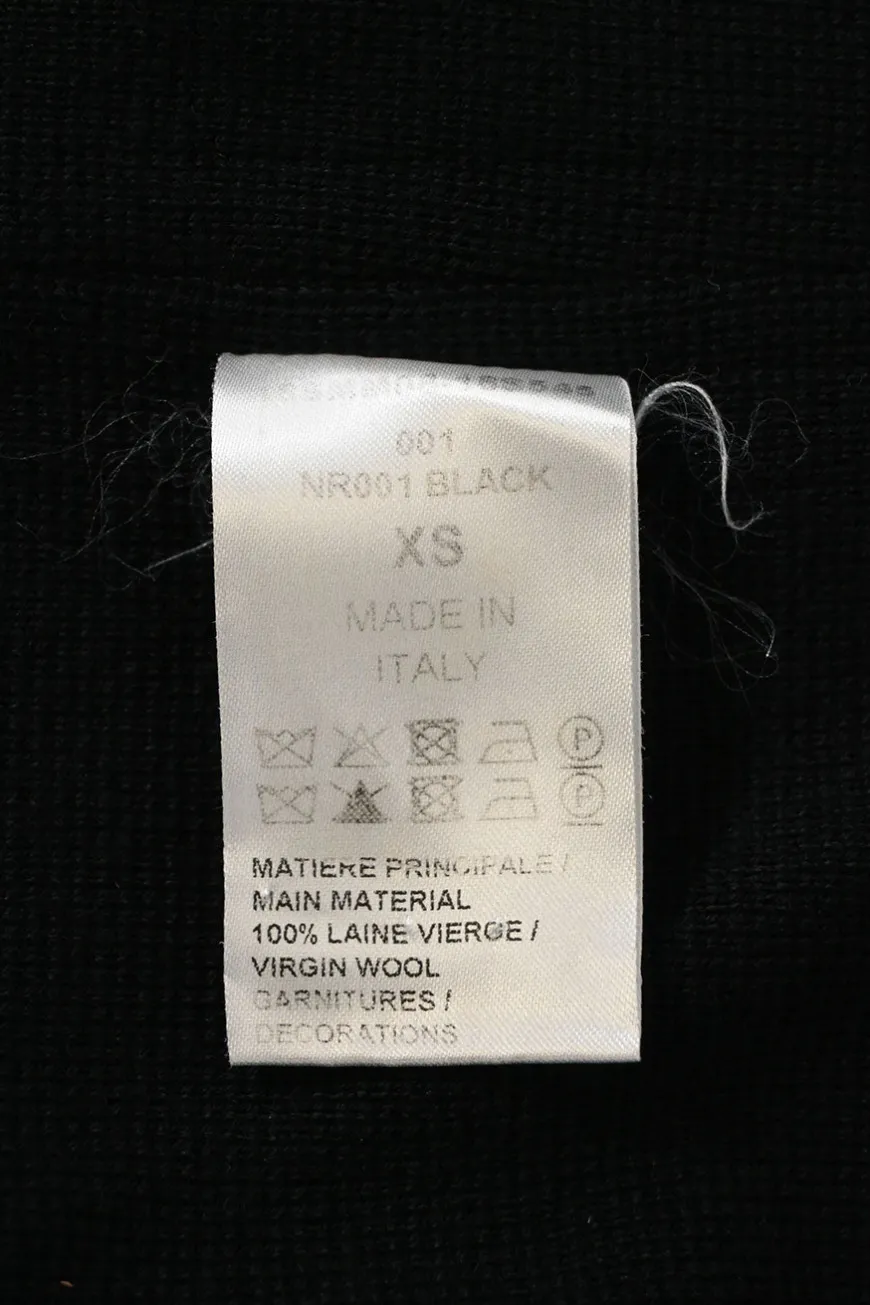 001
NR001 BLACK
XS
MADE IN
ITALY
P
P
MATIERE PRINCIPALE /
MAIN MATERIAL
100% LAINE VIERGE /
VIRGIN WOOL
GARNITURES /
DECORATIONS